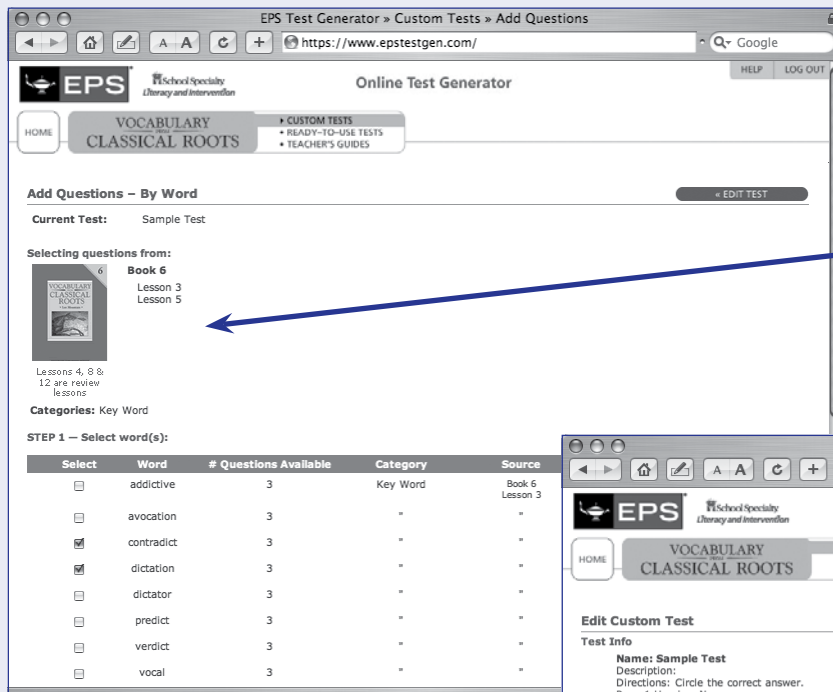 EPS Test Generator » Custom Tests » Add Questions
A A
+
https://www.epstestgen.com/
Google
HELP LOG OUT
EPS
School Specialty
Literacy and Intervention
Online Test Generator
HOME
VOCABULARY
FROM
CLASSICAL ROOTS
CUSTOM TESTS
• READY-TO-USE TESTS
• TEACHER'S GUIDES
Add Questions – By Word
« EDIT TEST
Current Test: Sample Test
Selecting questions from:
6
VOCABULARY
CLASSICAL
ROOTS
Book 6
Lesson 3
Lesson 5
Lessons 4, 8 &
12 are review
lessons
Categories: Key Word
STEP 1 — Select word(s):
Select Word # Questions Available Category Source
addictive 3 Key Word Book 6
Lesson 3
avocation 3 " "
contradict 3 " "
dictation 3 " "
dictator 3 " "
predict 3 " "
verdict 3 " "
vocal 3 " "
A A
+
EPS
School Specialty
Literacy and Intervention
HOME
VOCABULARY
FROM
CLASSICAL ROOTS
Edit Custom Test
Test Info
Name: Sample Test
Description:
Directions: Circle the correct answer.